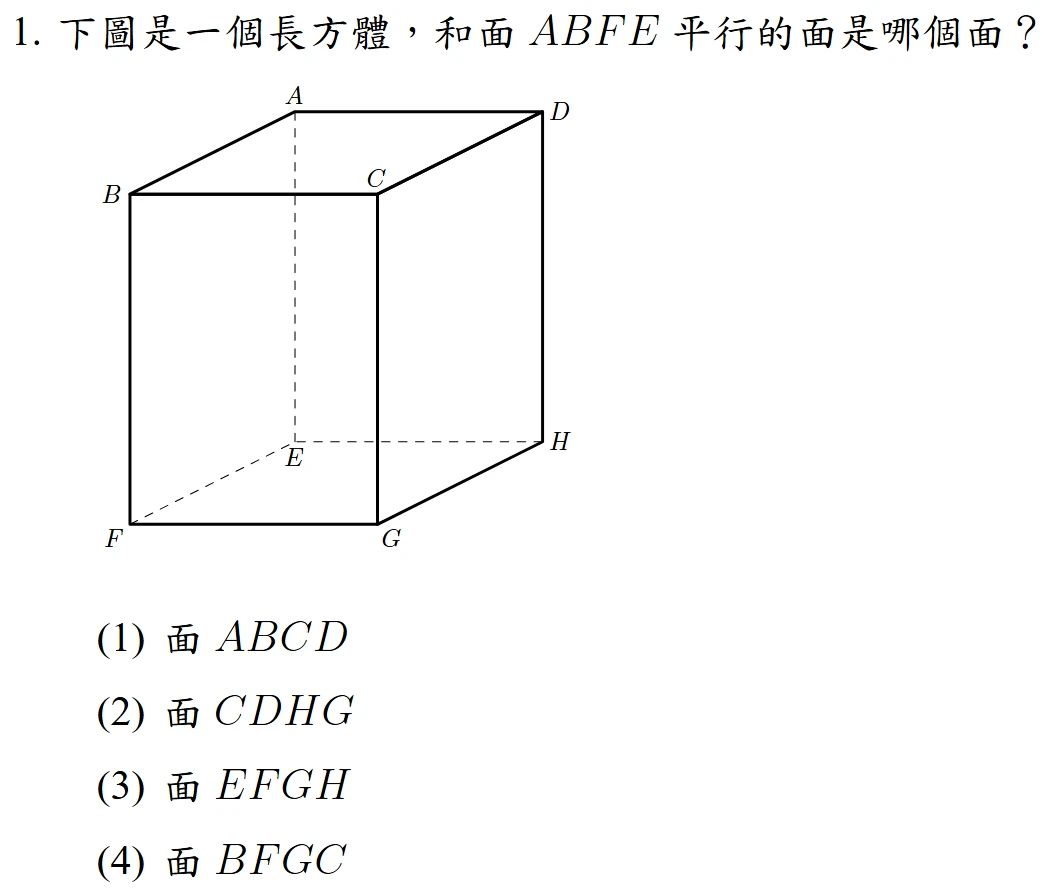 1. 下圖是一個長方體，和面 ABFE 平行的面是哪個面？
A
D
B
C
E
H
F
G
(1) 面 ABCD
(2) 面 CDHG
(3) 面 EFGH
(4) 面 BFGC